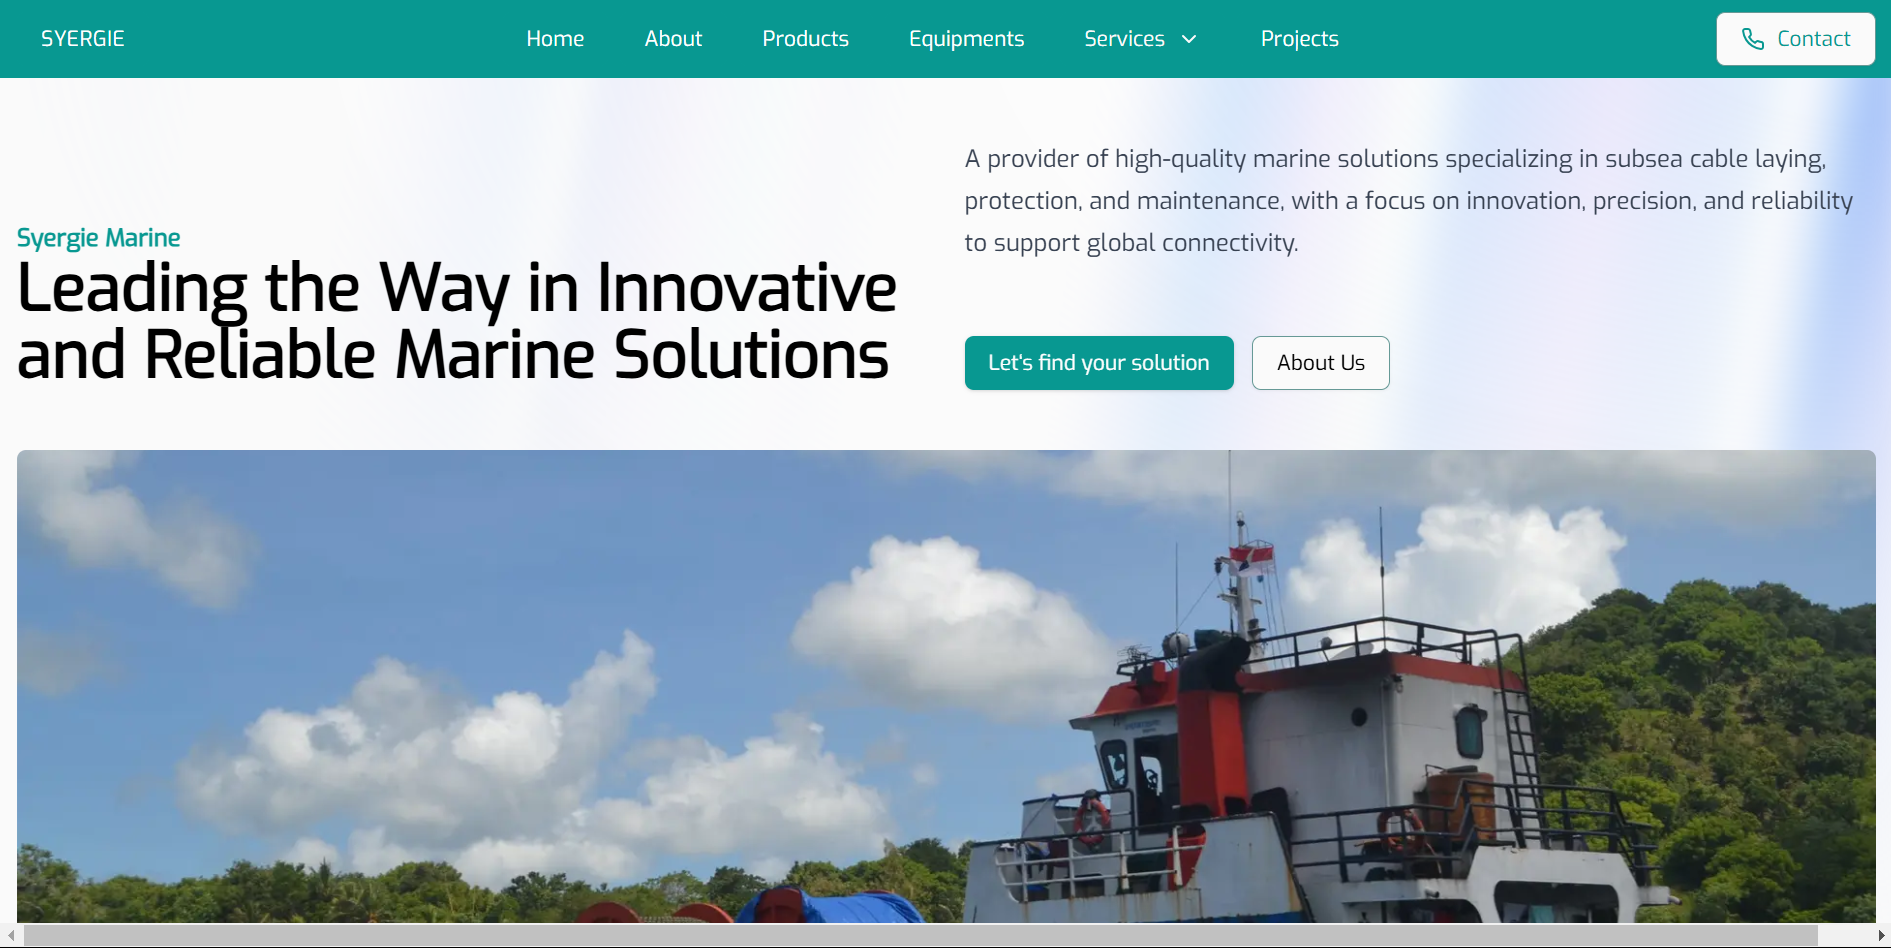 SYERGIE
Home
About
Products
Equipments
Services
Projects
Contact
Syergie Marine
Leading the Way in Innovative
and Reliable Marine Solutions
A provider of high-quality marine solutions specializing in subsea cable laying,
protection, and maintenance, with a focus on innovation, precision, and reliability
to support global connectivity.
Let's find your solution
About Us